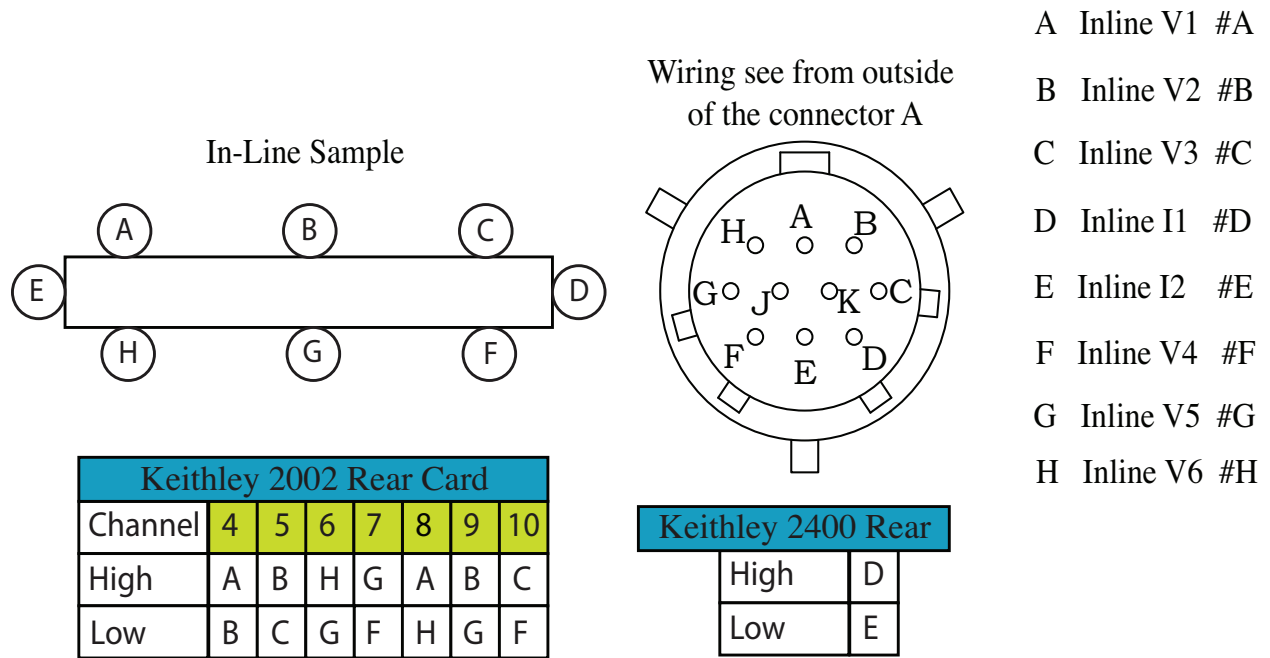 In-Line Sample
A B C
E D
H G F
Wiring see from outside
of the connector A
H A B
G J K C
F E D
A Inline V1 #A
B Inline V2 #B
C Inline V3 #C
D Inline I1 #D
E Inline I2 #E
F Inline V4 #F
G Inline V5 #G
H Inline V6 #H
Keithley 2002 Rear Card
Channel 4 5 6 7 8 9 10
High A B H G A B C
Low B C G F H G F
Keithley 2400 Rear
High D
Low E